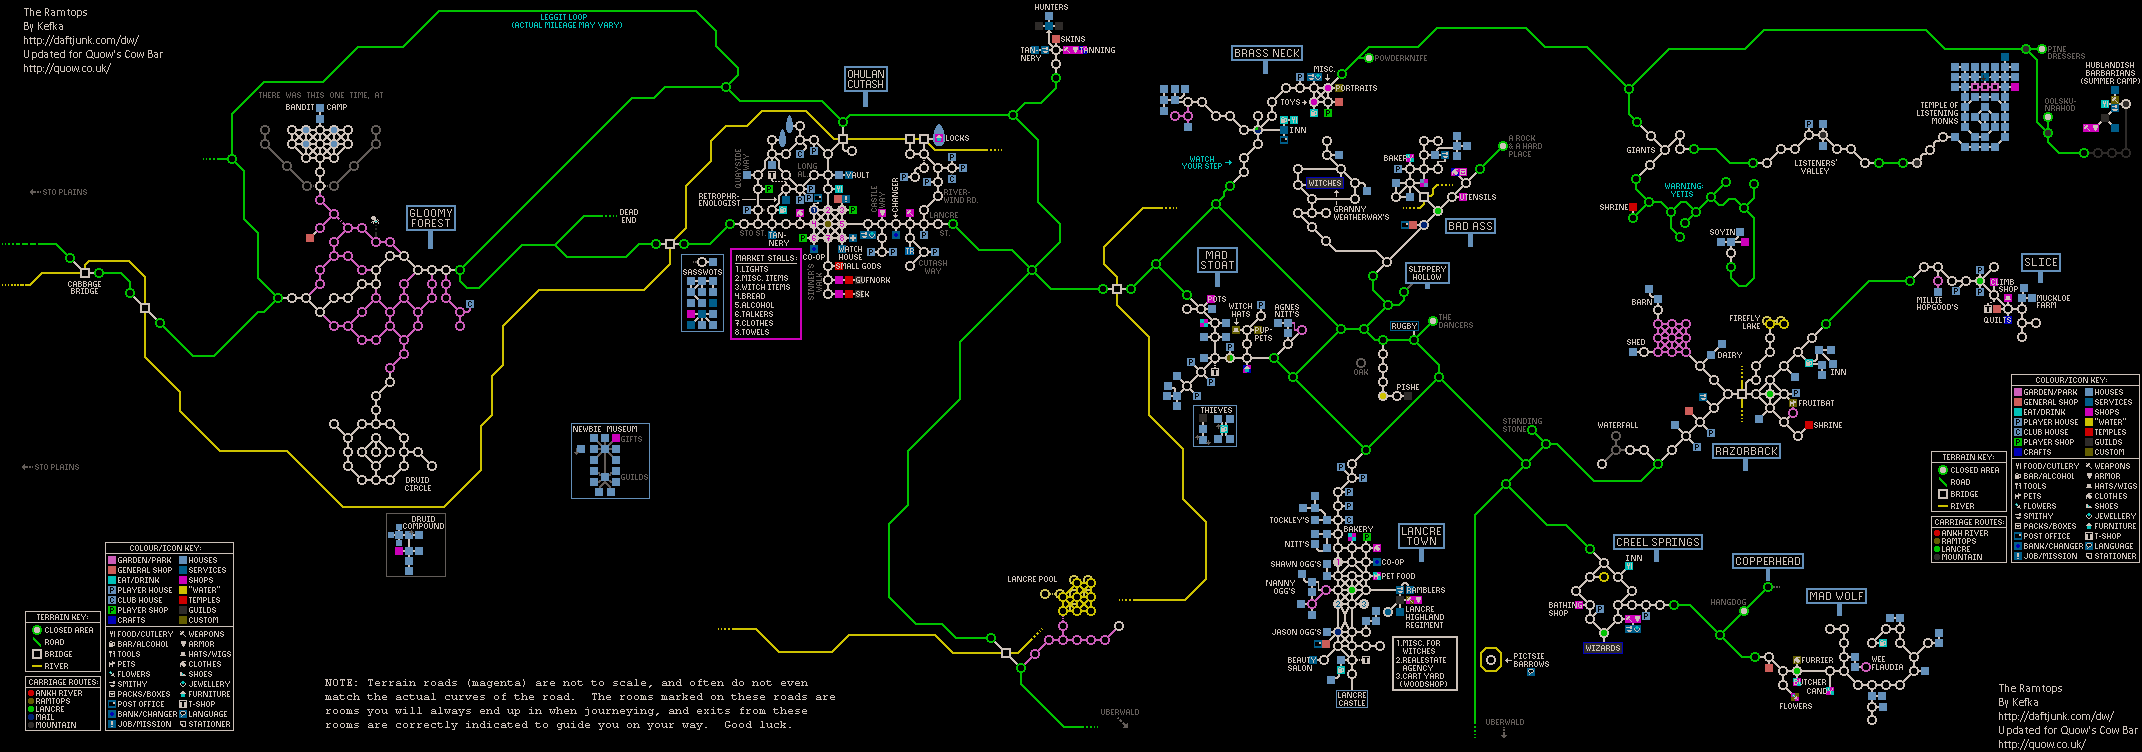 The Ramtops
By Kefka
http://daftjunk.com/dw/
Updated for Quow's Cow Bar
http://quow.co.uk/
LEGGIT LOOP
(ACTUAL MILEAGE MAY VARY)
HUNTERS
SKINS
TANNERY
TANNING
OHULAN
CUTASH
THERE WAS THIS ONE TIME, AT
BANDIT CAMP
STO PLAINS
GLOOMY
FOREST
DEAD
END
CABBAGE
BRIDGE
STO PLAINS
DRUID
CIRCLE
DRUID
COMPOUND
NEWBIE MUSEUM
GIFTS
GUILDS
QUAYSIDE
WAY
LONG
AL.
VAULT
LOCKS
RETROPHR-
ENOLOGIST
CASTLE
WAY
CHANGER
RIVER-
WIND RD.
LANCRE
ST.
STO ST.
TAN-
NERY
CO-OP
WATCH
HOUSE
SMALL GODS
GUFNORK
SEK
SINNER'S
WALK
CUTASH
WAY
SASSWOTS
MARKET STALLS:
1.LIGHTS
2.MISC. ITEMS
3.WITCH ITEMS
4.BREAD
5.ALCOHOL
6.TALKERS
7.CLOTHES
8.TOWELS
BRASS NECK
MISC.
PORTRAITS
TOYS
INN
POWDERKNIFE
WATCH
YOUR STEP
WITCHES
GRANNY
WEATHERWAX'S
BAKERY
UTENSILS
BAD ASS
A ROCK
& A HARD
PLACE
MAD
STOAT
POTS
WITCH
HATS
PUP-
PETS
AGNES
NITT'S
SLIPPERY
HOLLOW
RUGBY
THE
DANCERS
OAK
PISHE
THIEVES
GIANTS
LISTENERS'
VALLEY
TEMPLE OF
LISTENING
MONKS
PINE
DRESSERS
HUBLANDISH
BARBARIANS
(SUMMER CAMP)
OOLSKU-
NRAHOD
WARNING:
YETIS
SHRINE
SOYIN
SLICE
MILLIE
HOPGOOD'S
CLIMB
SHOP
MUCKLOE
FARM
QUILTS
BARN
SHED
DAIRY
FIREFLY
LAKE
INN
FRUITBAT
SHRINE
RAZORBACK
WATERFALL
STANDING
STONE
TOCKLEY'S
NITT'S
SHAWN OGG'S
NANNY
OGG'S
JASON OGG'S
BEAUTY
SALON
LANCRE
CASTLE
BAKERY
LANCRE
TOWN
CO-OP
PET FOOD
RAMBLERS
LANCRE
HIGHLAND
REGIMENT
1.MISC. FOR
WITCHES
2.REALESTATE
AGENCY
3.CART YARD
(WOODSHOP)
LANCRE POOL
UBERWALD
UBERWALD
PICTSIE
BARROWS
CREEL SPRINGS
INN
BATHING
SHOP
WIZARDS
COPPERHEAD
HANGDOG
MAD WOLF
FURRIER
BUTCHER
CANDY
FLOWERS
WEE
CLAUDIA
NOTE: Terrain roads (magenta) are not to scale, and often do not even
match the actual curves of the road. The rooms marked on these roads are
rooms you will always end up in when journeying, and exits from these
rooms are correctly indicated to guide you on your way. Good luck.
TERRAIN KEY:
CLOSED AREA
ROAD
BRIDGE
RIVER
CARRIAGE ROUTES:
ANKH RIVER
RAMTOPS
LANCRE
MAIL
MOUNTAIN
COLOUR/ICON KEY:
GARDEN/PARK
HOUSES
GENERAL SHOP
SERVICES
EAT/DRINK
SHOPS
PLAYER HOUSE
"WATER"
CLUB HOUSE
TEMPLES
PLAYER SHOP
GUILDS
CRAFTS
CUSTOM
FOOD/CUTLERY
WEAPONS
BAR/ALCOHOL
ARMOR
TOOLS
HATS/WIGS
PETS
CLOTHES
FLOWERS
SHOES
SMITHY
JEWELLERY
PACKS/BOXES
FURNITURE
POST OFFICE
T-SHOP
BANK/CHANGER
LANGUAGE
JOB/MISSION
STATIONER
TERRAIN KEY:
CLOSED AREA
ROAD
BRIDGE
RIVER
CARRIAGE ROUTES:
ANKH RIVER
RAMTOPS
LANCRE
MOUNTAIN
COLOUR/ICON KEY:
GARDEN/PARK
HOUSES
GENERAL SHOP
SERVICES
EAT/DRINK
SHOPS
PLAYER HOUSE
"WATER"
CLUB HOUSE
TEMPLES
PLAYER SHOP
GUILDS
CRAFTS
CUSTOM
FOOD/CUTLERY
WEAPONS
BAR/ALCOHOL
ARMOR
TOOLS
HATS/WIGS
PETS
CLOTHES
FLOWERS
SHOES
SMITHY
JEWELLERY
PACKS/BOXES
FURNITURE
POST OFFICE
T-SHOP
BANK/CHANGER
LANGUAGE
JOB/MISSION
STATIONER
The Ramtops
By Kefka
http://daftjunk.com/dw/
Updated for Quow's Cow Bar
http://quow.co.uk/